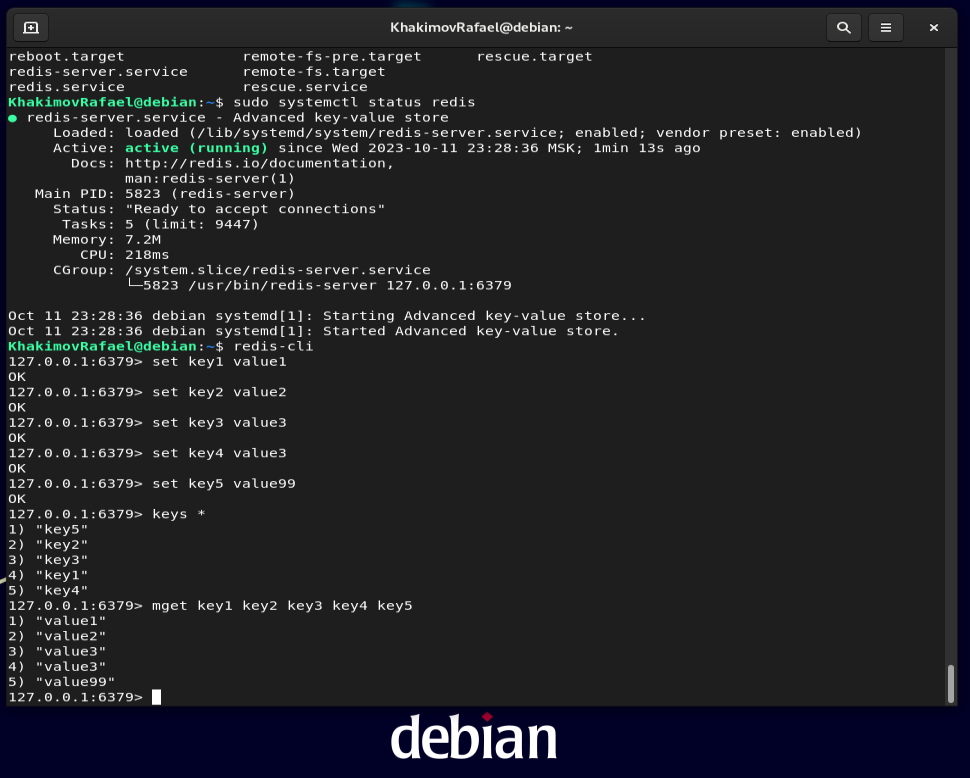 KhakimovRafael@debian: ~
reboot.target             remote-fs-pre.target      rescue.target
redis-server.service      remote-fs.target
redis.service             rescue.service
KhakimovRafael@debian:~$ sudo systemctl status redis
● redis-server.service - Advanced key-value store
     Loaded: loaded (/lib/systemd/system/redis-server.service; enabled; vendor preset: enabled)
     Active: active (running) since Wed 2023-10-11 23:28:36 MSK; 1min 13s ago
       Docs: http://redis.io/documentation,
             man:redis-server(1)
   Main PID: 5823 (redis-server)
     Status: "Ready to accept connections"
      Tasks: 5 (limit: 9447)
     Memory: 7.2M
        CPU: 218ms
     CGroup: /system.slice/redis-server.service
             └─5823 /usr/bin/redis-server 127.0.0.1:6379
Oct 11 23:28:36 debian systemd[1]: Starting Advanced key-value store...
Oct 11 23:28:36 debian systemd[1]: Started Advanced key-value store.
KhakimovRafael@debian:~$ redis-cli
127.0.0.1:6379> set key1 value1
OK
127.0.0.1:6379> set key2 value2
OK
127.0.0.1:6379> set key3 value3
OK
127.0.0.1:6379> set key4 value3
OK
127.0.0.1:6379> set key5 value99
OK
127.0.0.1:6379> keys *
1) "key5"
2) "key2"
3) "key3"
4) "key1"
5) "key4"
127.0.0.1:6379> mget key1 key2 key3 key4 key5
1) "value1"
2) "value2"
3) "value3"
4) "value3"
5) "value99"
127.0.0.1:6379>
debian